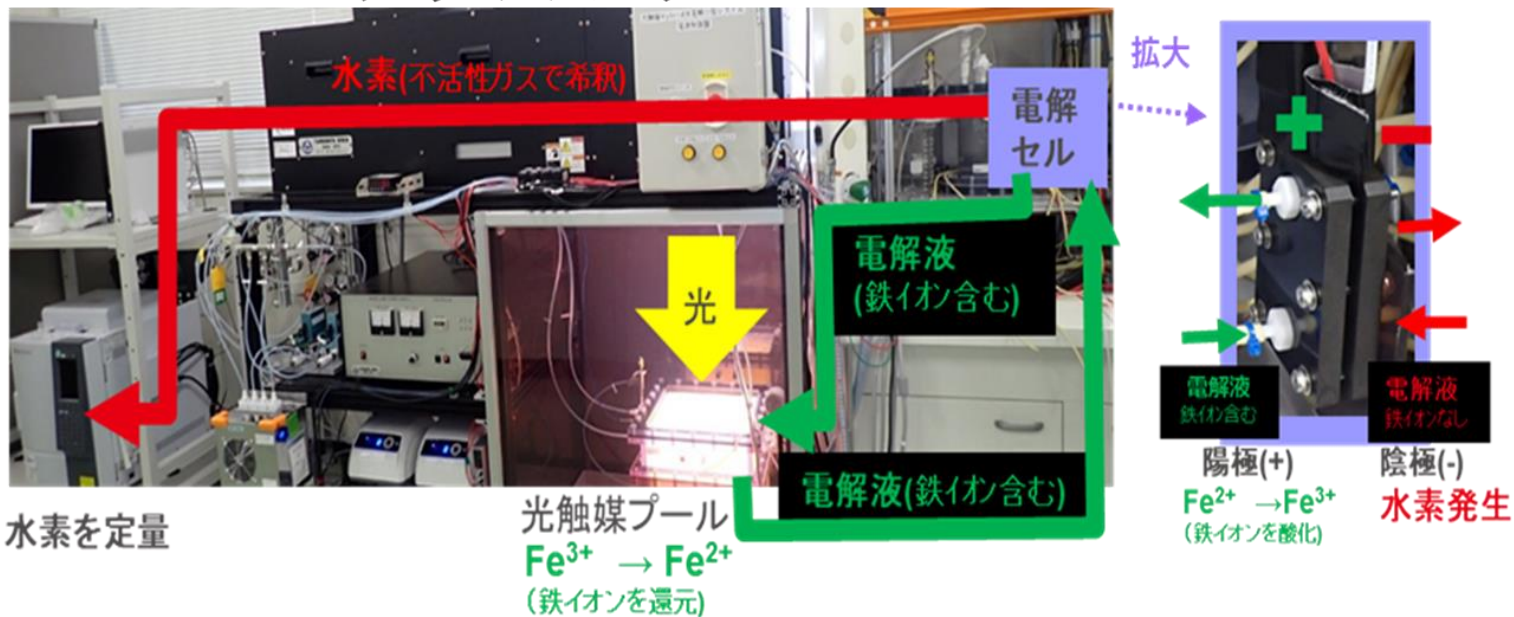 水素(不活性ガスで希釈)
電解
セル
拡大
光
電解液
(鉄イオン含む)
電解液(鉄イオン含む)
水素を定量
光触媒プール
Fe³⁺ → Fe²⁺
(鉄イオンを還元)
+
電解液
鉄イオン含む
電解液
鉄イオンなし
陽極(+)
Fe²⁺ →Fe³⁺
(鉄イオンを酸化)
陰極(-)
水素発生